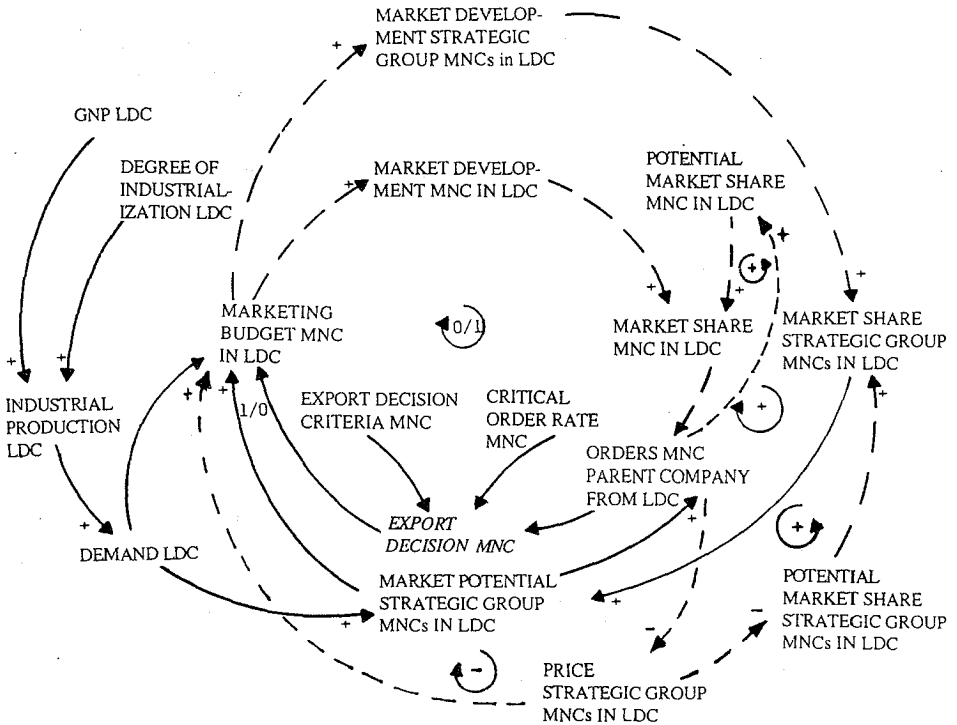 MARKET DEVELOP-
MENT STRATEGIC
GROUP MNCs in LDC
+
GNP LDC
DEGREE OF
INDUSTRIAL-
IZATION LDC
+
MARKET DEVELOP-
MENT MNC IN LDC
POTENTIAL
MARKET SHARE
MNC IN LDC
+
+
+
+
+
MARKETING
BUDGET MNC
IN LDC
0/1
MARKET SHARE
MNC IN LDC
MARKET SHARE
STRATEGIC GROUP
MNCs IN LDC
+
+
+
+
+
+
1/0
INDUSTRIAL
PRODUCTION
LDC
EXPORT DECISION
CRITERIA MNC
CRITICAL
ORDER RATE
MNC
+
ORDERS MNC
PARENT COMPANY
FROM LDC
+
+
DEMAND LDC
EXPORT
DECISION MNC
+
MARKET POTENTIAL
STRATEGIC GROUP
MNCs IN LDC
+
+
POTENTIAL
MARKET SHARE
STRATEGIC GROUP
MNCs IN LDC
-
-
-
PRICE
STRATEGIC GROUP
MNCs IN LDC